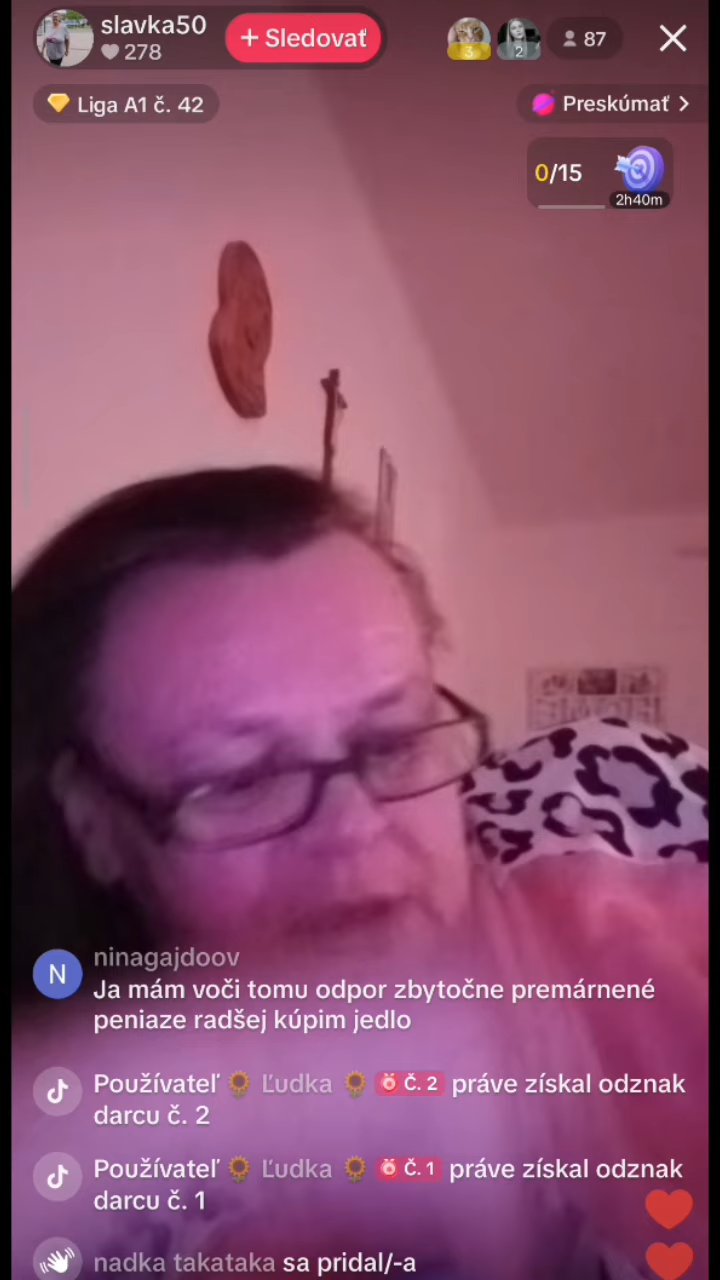 slavka50
278
+ Sledovať
3
2
87
Liga A1 č. 42
Preskúmať
0/15
2h40m
N
ninagajdoov
Ja mám voči tomu odpor zbytočne premárnené
peniaze radšej kúpim jedlo
Používateľ 🌻 Ľudka 🌻 Č. 2 práve získal odznak
darcu č. 2
Používateľ 🌻 Ľudka 🌻 Č. 1 práve získal odznak
darcu č. 1
nadka takataka sa pridal/-a